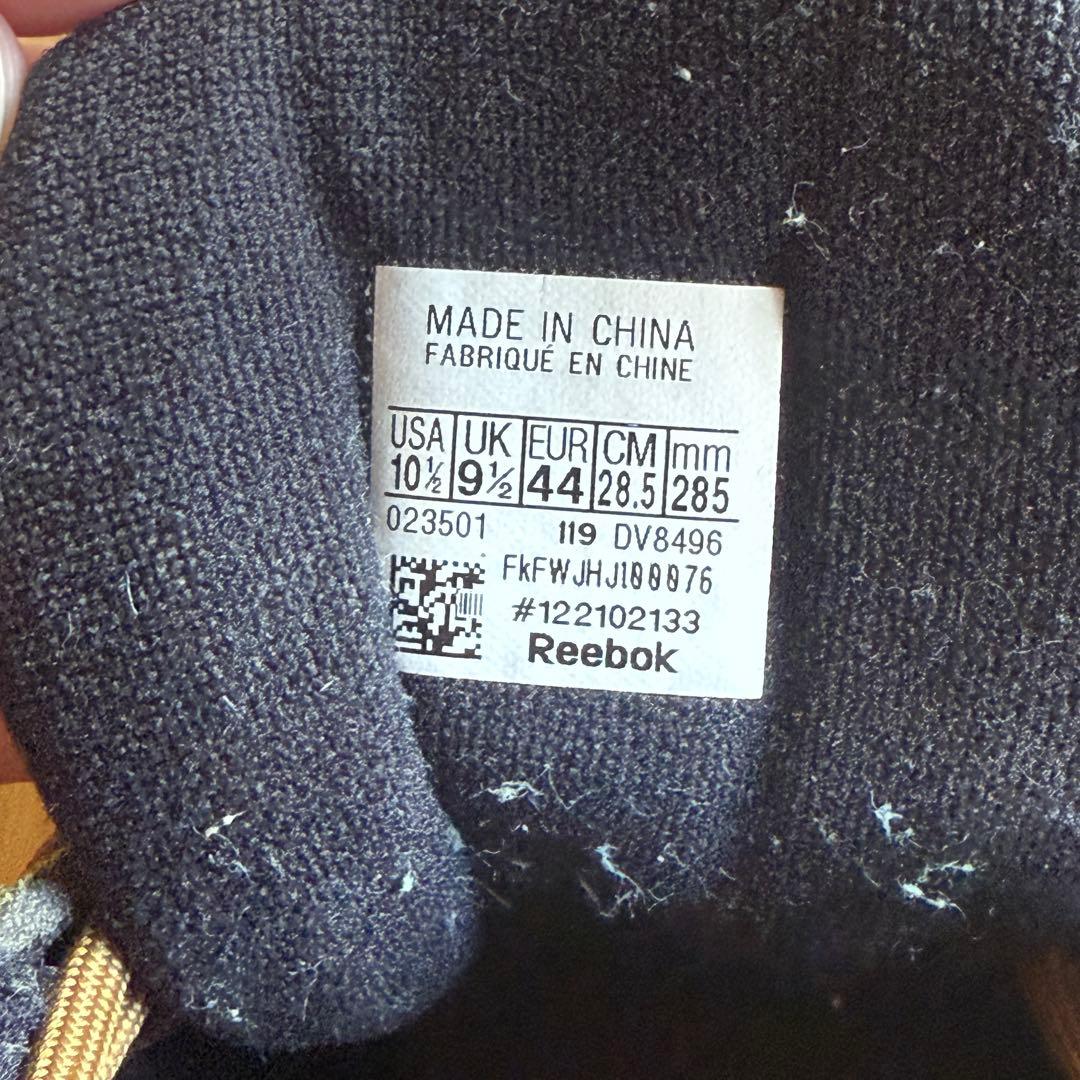 MADE IN CHINA
FABRIQUÉ EN CHINE
USA UK EUR CM mm
10½ 9½ 44 28.5 285
023501 119 DV8496
FkFWJHJ100076
#122102133
Reebok